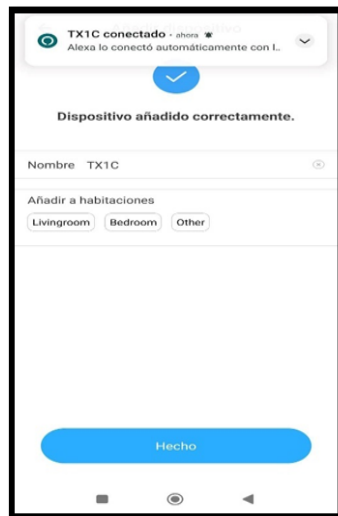 TX1C conectado - ahora
Alexa lo conectó automáticamente con l..
Dispositivo añadido correctamente.
Nombre TX1C
Añadir a habitaciones
Livingroom Bedroom Other
Hecho